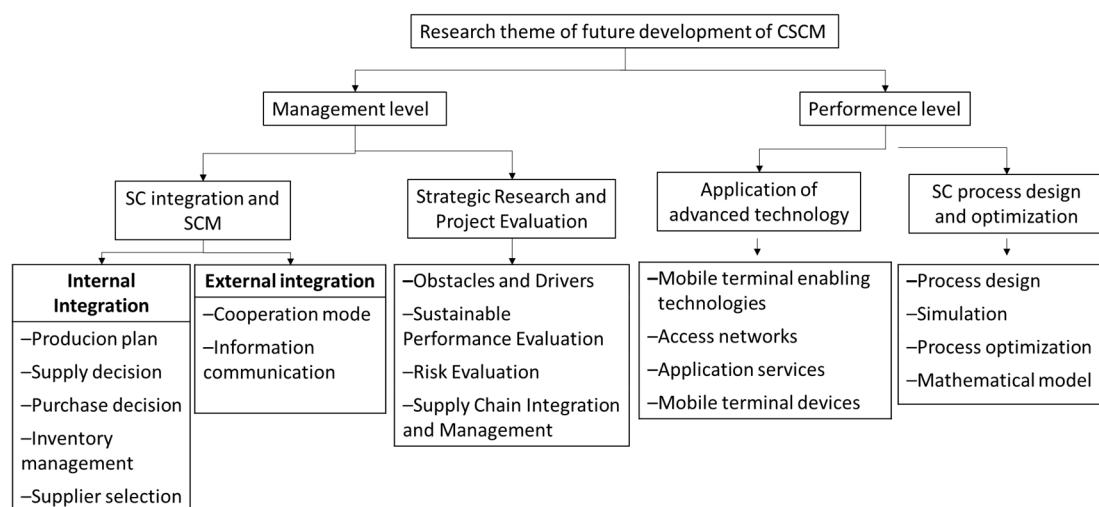 Research theme of future development of CSCM
Management level
Performence level
SC integration and
SCM
Strategic Research and
Project Evaluation
Application of
advanced technology
SC process design
and optimization
Internal
Integration
–Producion plan
–Supply decision
–Purchase decision
–Inventory
management
–Supplier selection
External integration
–Cooperation mode
–Information
communication
–Obstacles and Drivers
–Sustainable
Performance Evaluation
–Risk Evaluation
–Supply Chain Integration
and Management
–Mobile terminal enabling
technologies
–Access networks
–Application services
–Mobile terminal devices
–Process design
–Simulation
–Process optimization
–Mathematical model